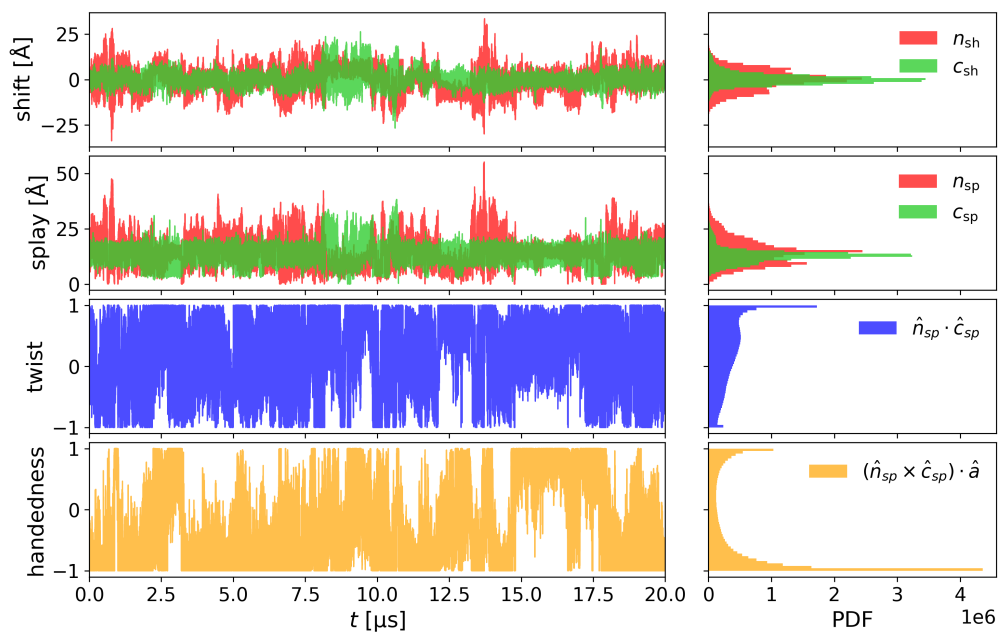 shift [Å]
25
0
−25
n_sh
c_sh
splay [Å]
50
25
0
n_sp
c_sp
twist
1
0
−1
n̂_sp · ĉ_sp
handedness
1
0
−1
(n̂_sp × ĉ_sp) · â
0.0 2.5 5.0 7.5 10.0 12.5 15.0 17.5 20.0
t [μs]
0 1 2 3 4
1e6
PDF